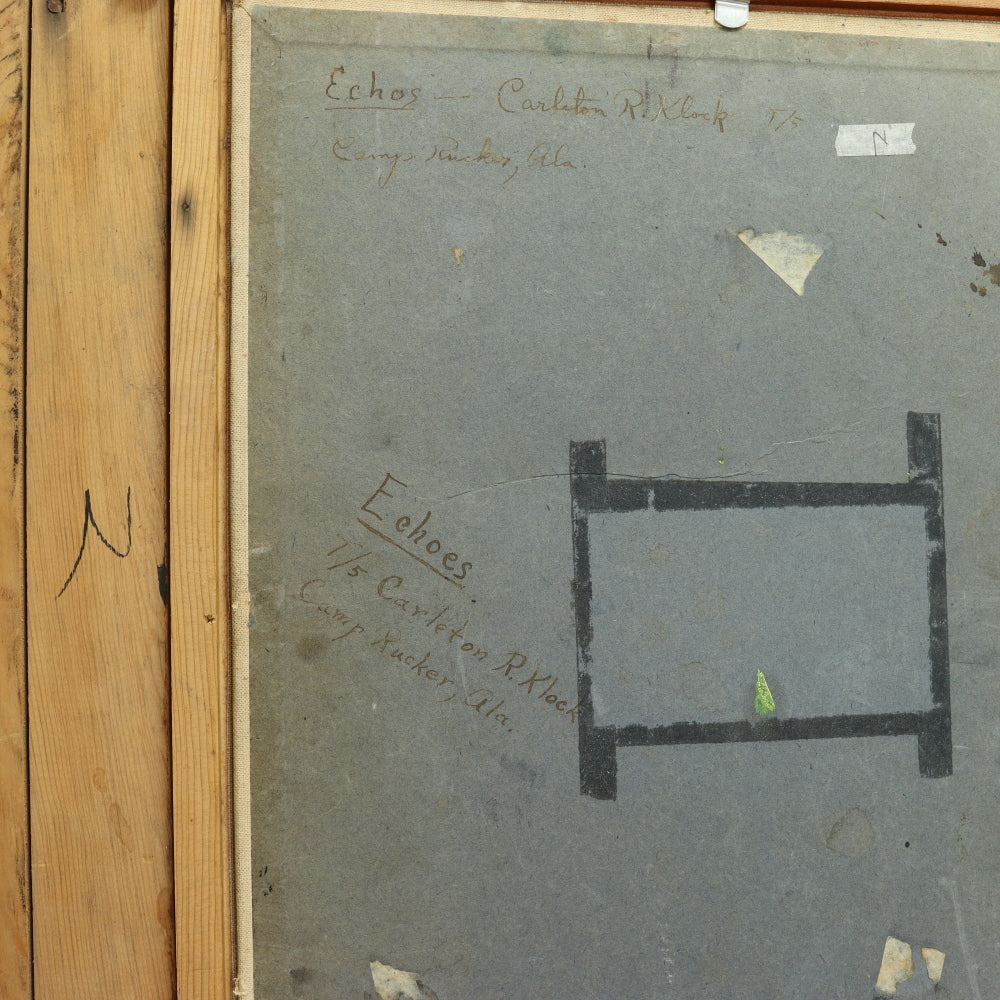 Echos — Carleton R. Klock T/5
Camp Rucker, Ala.
N
N
Echoes
T/5 Carleton R. Klock
Camp Rucker, Ala.